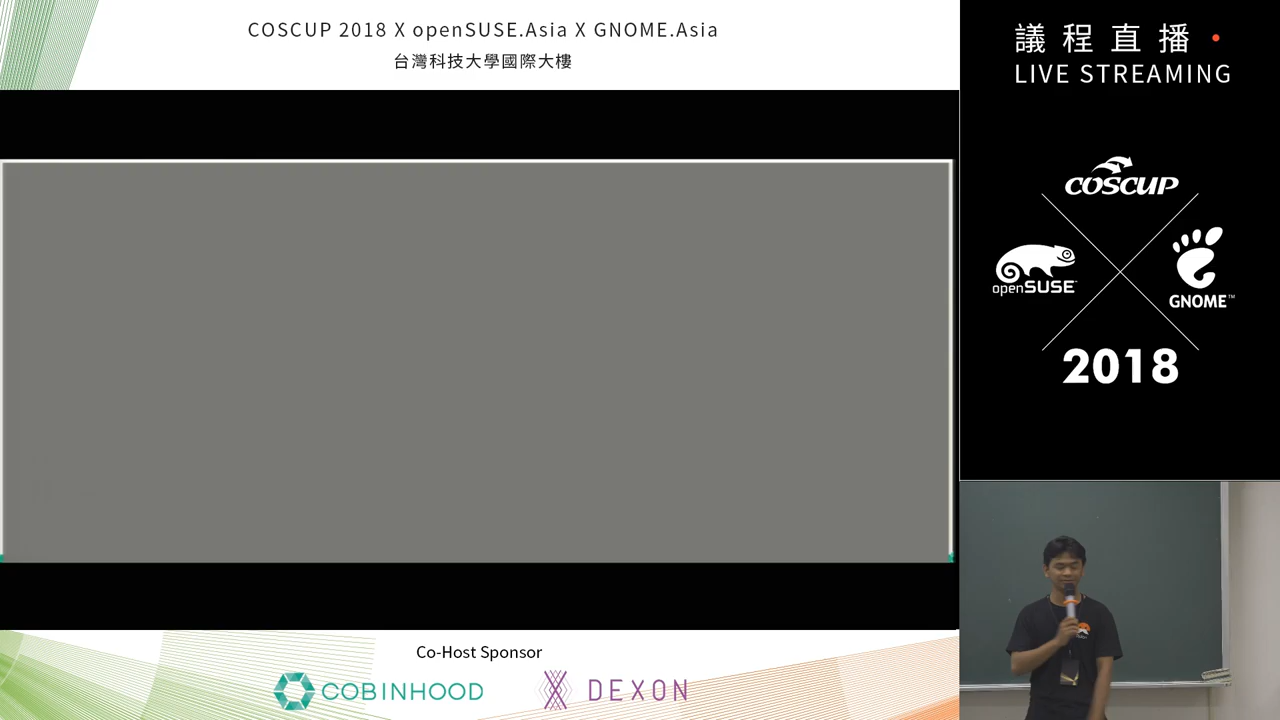 COSCUP 2018 X openSUSE.Asia X GNOME.Asia
台灣科技大學國際大樓
議程直播
LIVE STREAMING
COSCUP
openSUSE
GNOME™
2018
Co-Host Sponsor
COBINHOOD
DEXON